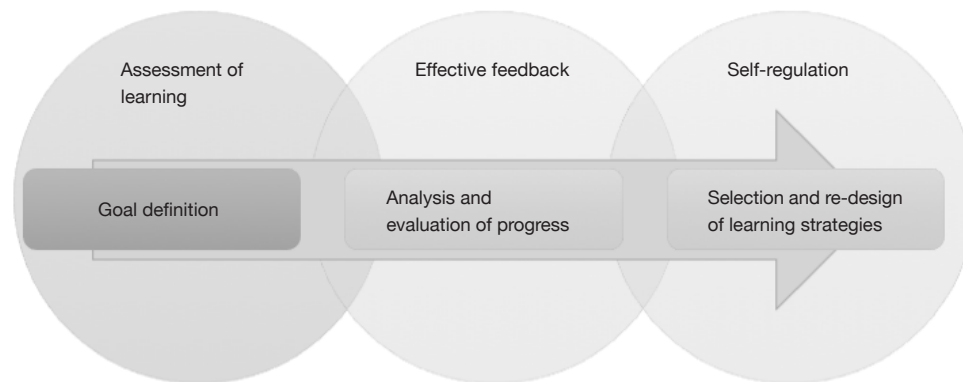 Assessment of
learning
Effective feedback
Self-regulation
Goal definition
Analysis and
evaluation of progress
Selection and re-design
of learning strategies